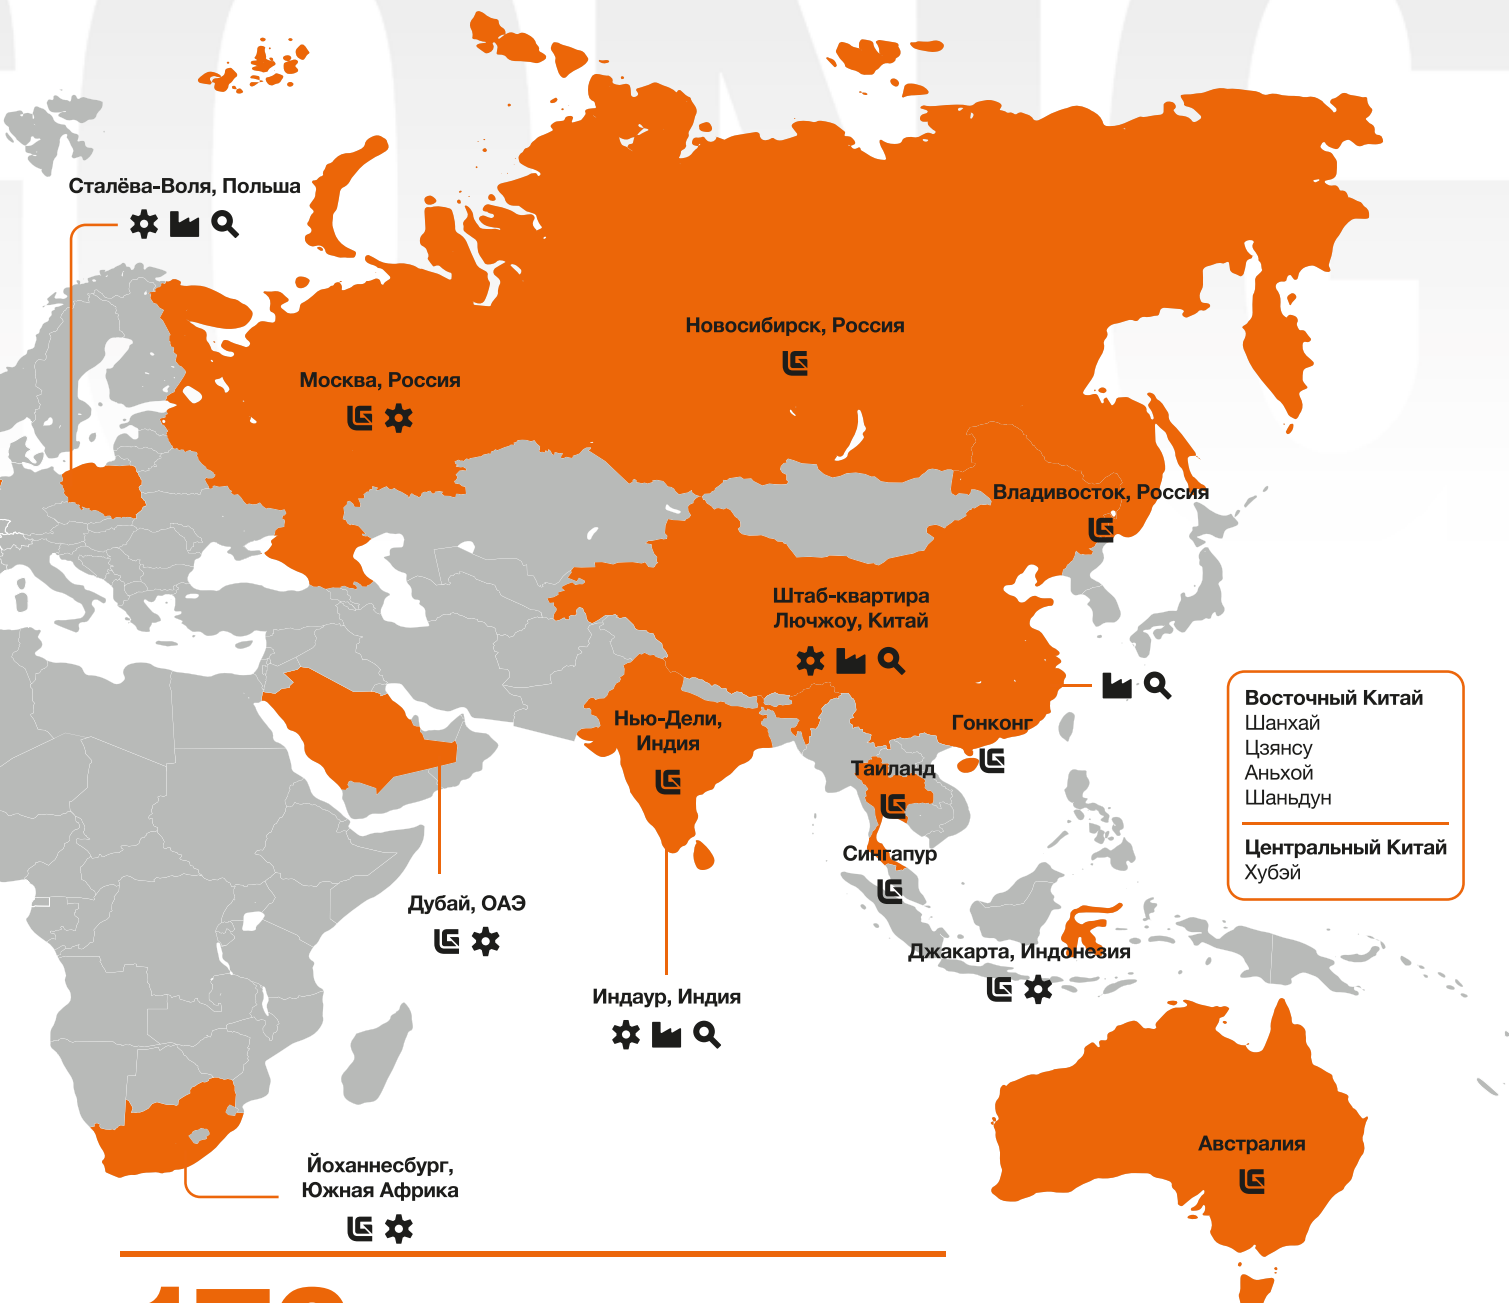 Сталёва-Воля, Польша
Новосибирск, Россия
Москва, Россия
Владивосток, Россия
Штаб-квартира
Лючжоу, Китай
Восточный Китай
Шанхай
Цзянсу
Аньхой
Шаньдун
Центральный Китай
Хубэй
Нью-Дели,
Индия
Гонконг
Таиланд
Сингапур
Дубай, ОАЭ
Джакарта, Индонезия
Индаур, Индия
Австралия
Йоханнесбург,
Южная Африка